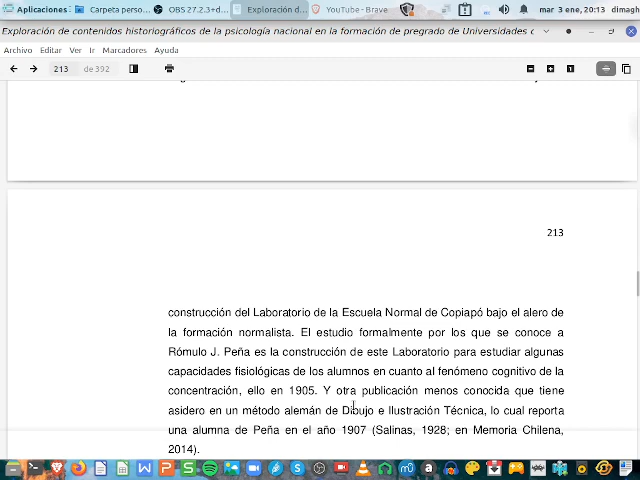 Aplicaciones Carpeta perso... OBS 27.2.3+d... Exploración d... YouTube - Brave mar 3 ene, 20:13 dimagh
Exploración de contenidos historiográficos de la psicología nacional en la formación de pregrado de Universidades c
Archivo Editar Ver Ir Marcadores Ayuda
213 de 392
213
construcción del Laboratorio de la Escuela Normal de Copiapó bajo el alero de
la formación normalista. El estudio formalmente por los que se conoce a
Rómulo J. Peña es la construcción de este Laboratorio para estudiar algunas
capacidades fisiológicas de los alumnos en cuanto al fenómeno cognitivo de la
concentración, ello en 1905. Y otra publicación menos conocida que tiene
asidero en un método alemán de Dibujo e Ilustración Técnica, lo cual reporta
una alumna de Peña en el año 1907 (Salinas, 1928; en Memoria Chilena,
2014).